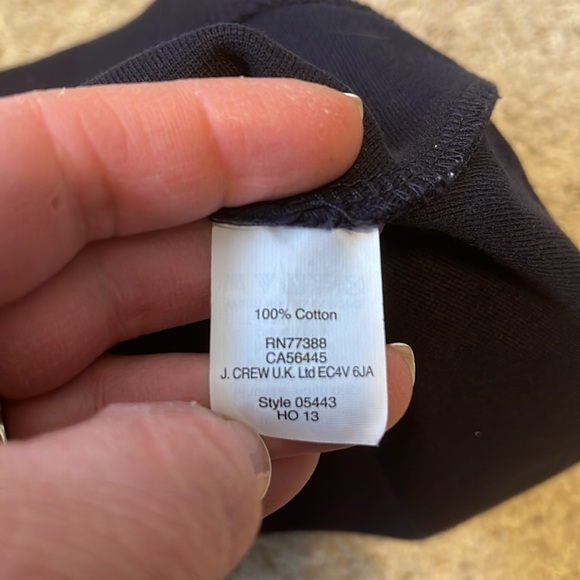 100% Cotton
RN77388
CA56445
J. CREW U.K. Ltd EC4V 6JA
Style 05443
HO 13